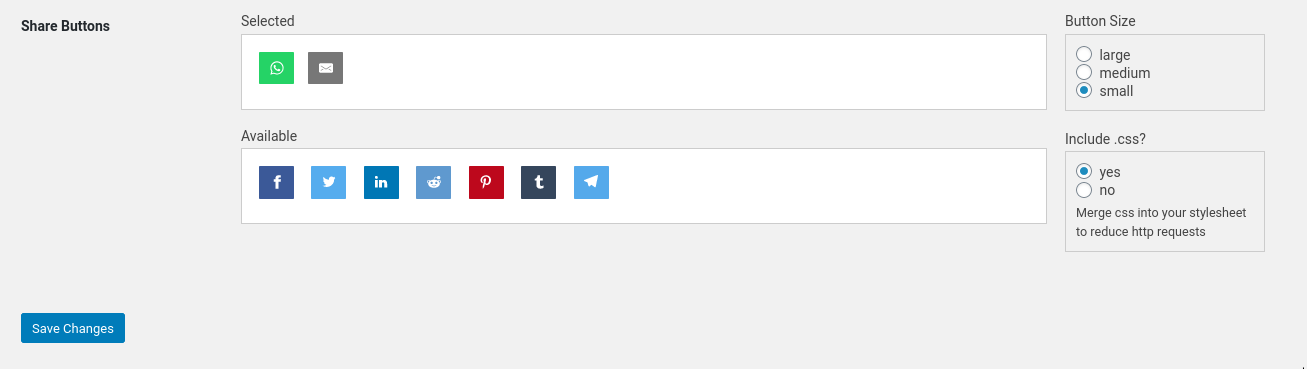 Share Buttons
Selected
Available
f
in
t
Button Size
large
medium
small
Include .css?
yes
no
Merge css into your stylesheet
to reduce http requests
Save Changes